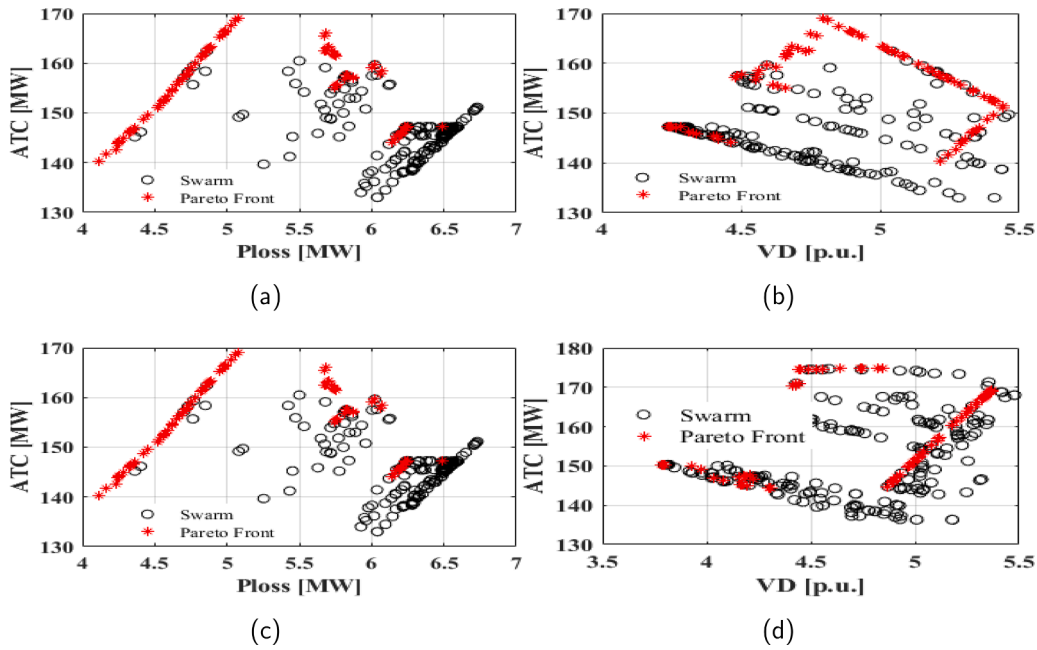 170
160
150
140
130
ATC [MW]
Swarm
Pareto Front
4
4.5
5
5.5
6
6.5
7
Ploss [MW]
(a)
170
160
150
140
130
ATC [MW]
Swarm
Pareto Front
4
4.5
5
5.5
VD [p.u.]
(b)
170
160
150
140
130
ATC [MW]
Swarm
Pareto Front
4
4.5
5
5.5
6
6.5
7
Ploss [MW]
(c)
180
170
160
150
140
130
ATC [MW]
Swarm
Pareto Front
3.5
4
4.5
5
5.5
VD [p.u.]
(d)